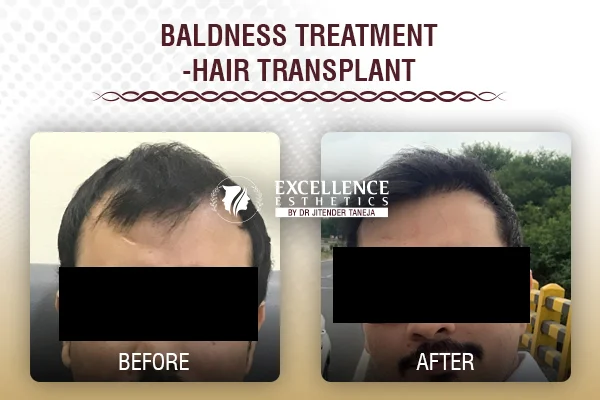 BALDNESS TREATMENT
-HAIR TRANSPLANT
EXCELLENCE
ESTHETICS
BY DR JITENDER TANEJA
BEFORE
AFTER